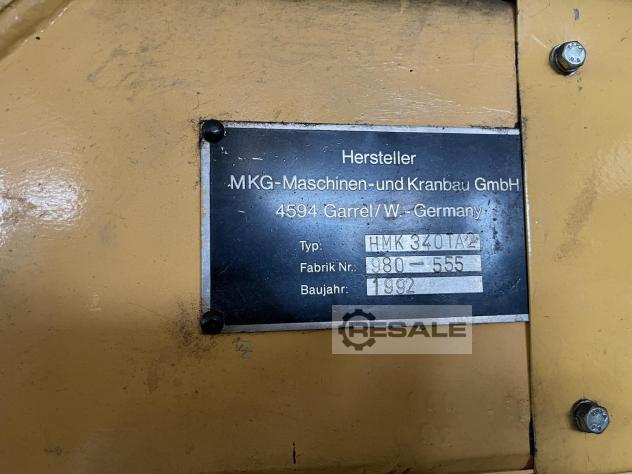 Hersteller
MKG-Maschinen-und Kranbau GmbH
4594 Garrel/W.-Germany
Typ: HMK 340TA2
Fabrik Nr.: 980-555
Baujahr: 1992
RESALE